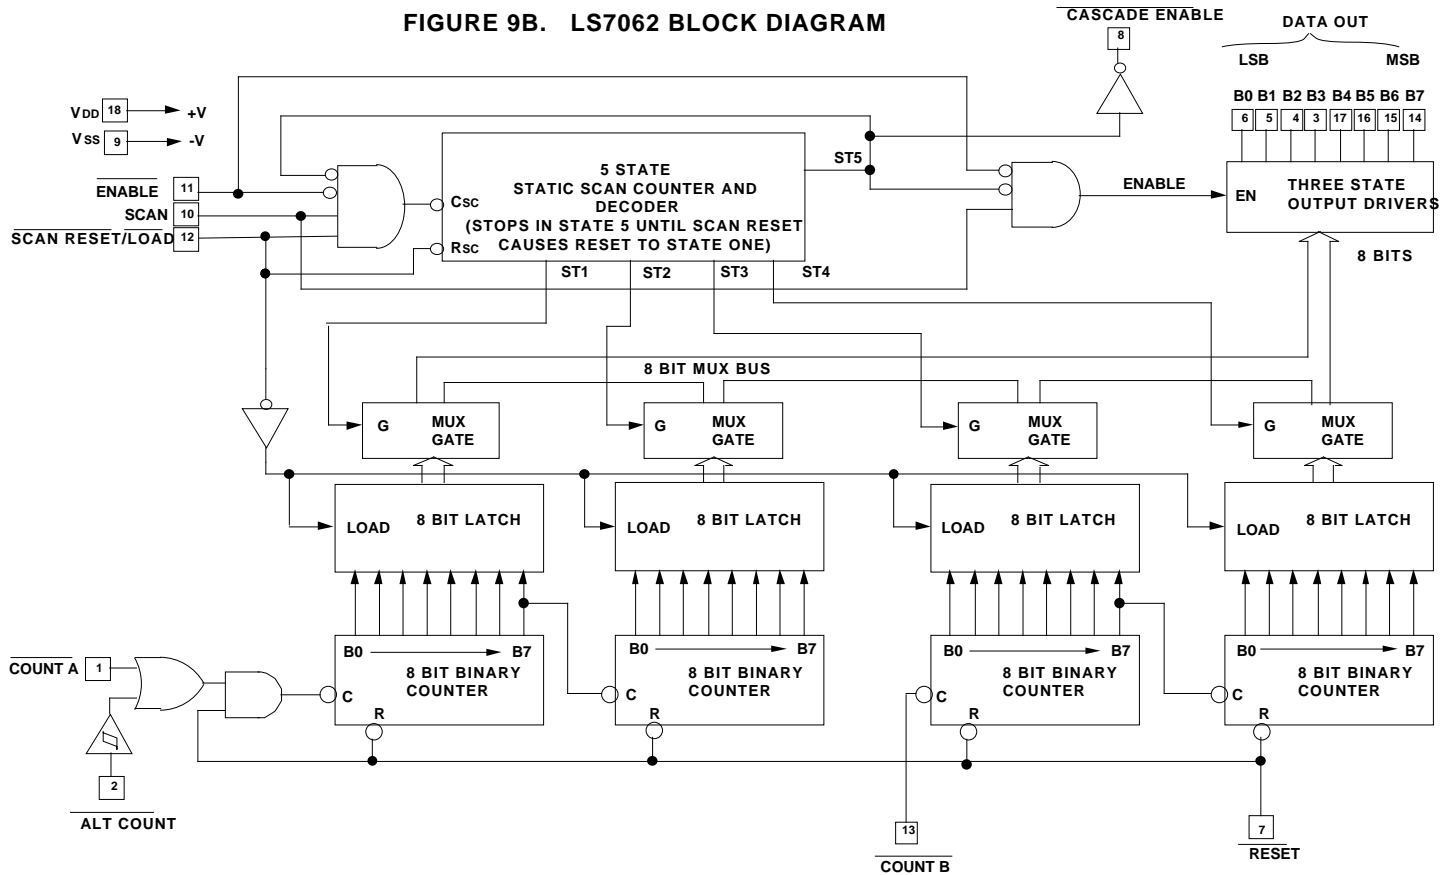 FIGURE 9B. LS7062 BLOCK DIAGRAM
CASCADE ENABLE
8
DATA OUT
LSB
MSB
B0 B1 B2 B3 B4 B5 B6 B7
6 5 4 3 17 16 15 14
VDD 18 +V
VSS 9 -V
ENABLE 11
SCAN 10
SCAN RESET/LOAD 12
CSC
RSC
5 STATE
STATIC SCAN COUNTER AND
DECODER
(STOPS IN STATE 5 UNTIL SCAN RESET
CAUSES RESET TO STATE ONE)
ST5
ST1
ST2
ST3
ST4
ENABLE
EN
THREE STATE
OUTPUT DRIVERS
8 BITS
8 BIT MUX BUS
G
MUX
GATE
G
MUX
GATE
G
MUX
GATE
G
MUX
GATE
LOAD
8 BIT LATCH
LOAD
8 BIT LATCH
LOAD
8 BIT LATCH
LOAD
8 BIT LATCH
COUNT A 1
B0 B7
8 BIT BINARY
COUNTER
C
R
B0 B7
8 BIT BINARY
COUNTER
C
R
B0 B7
8 BIT BINARY
COUNTER
C
R
B0 B7
8 BIT BINARY
COUNTER
C
R
2
ALT COUNT
13
COUNT B
7
RESET